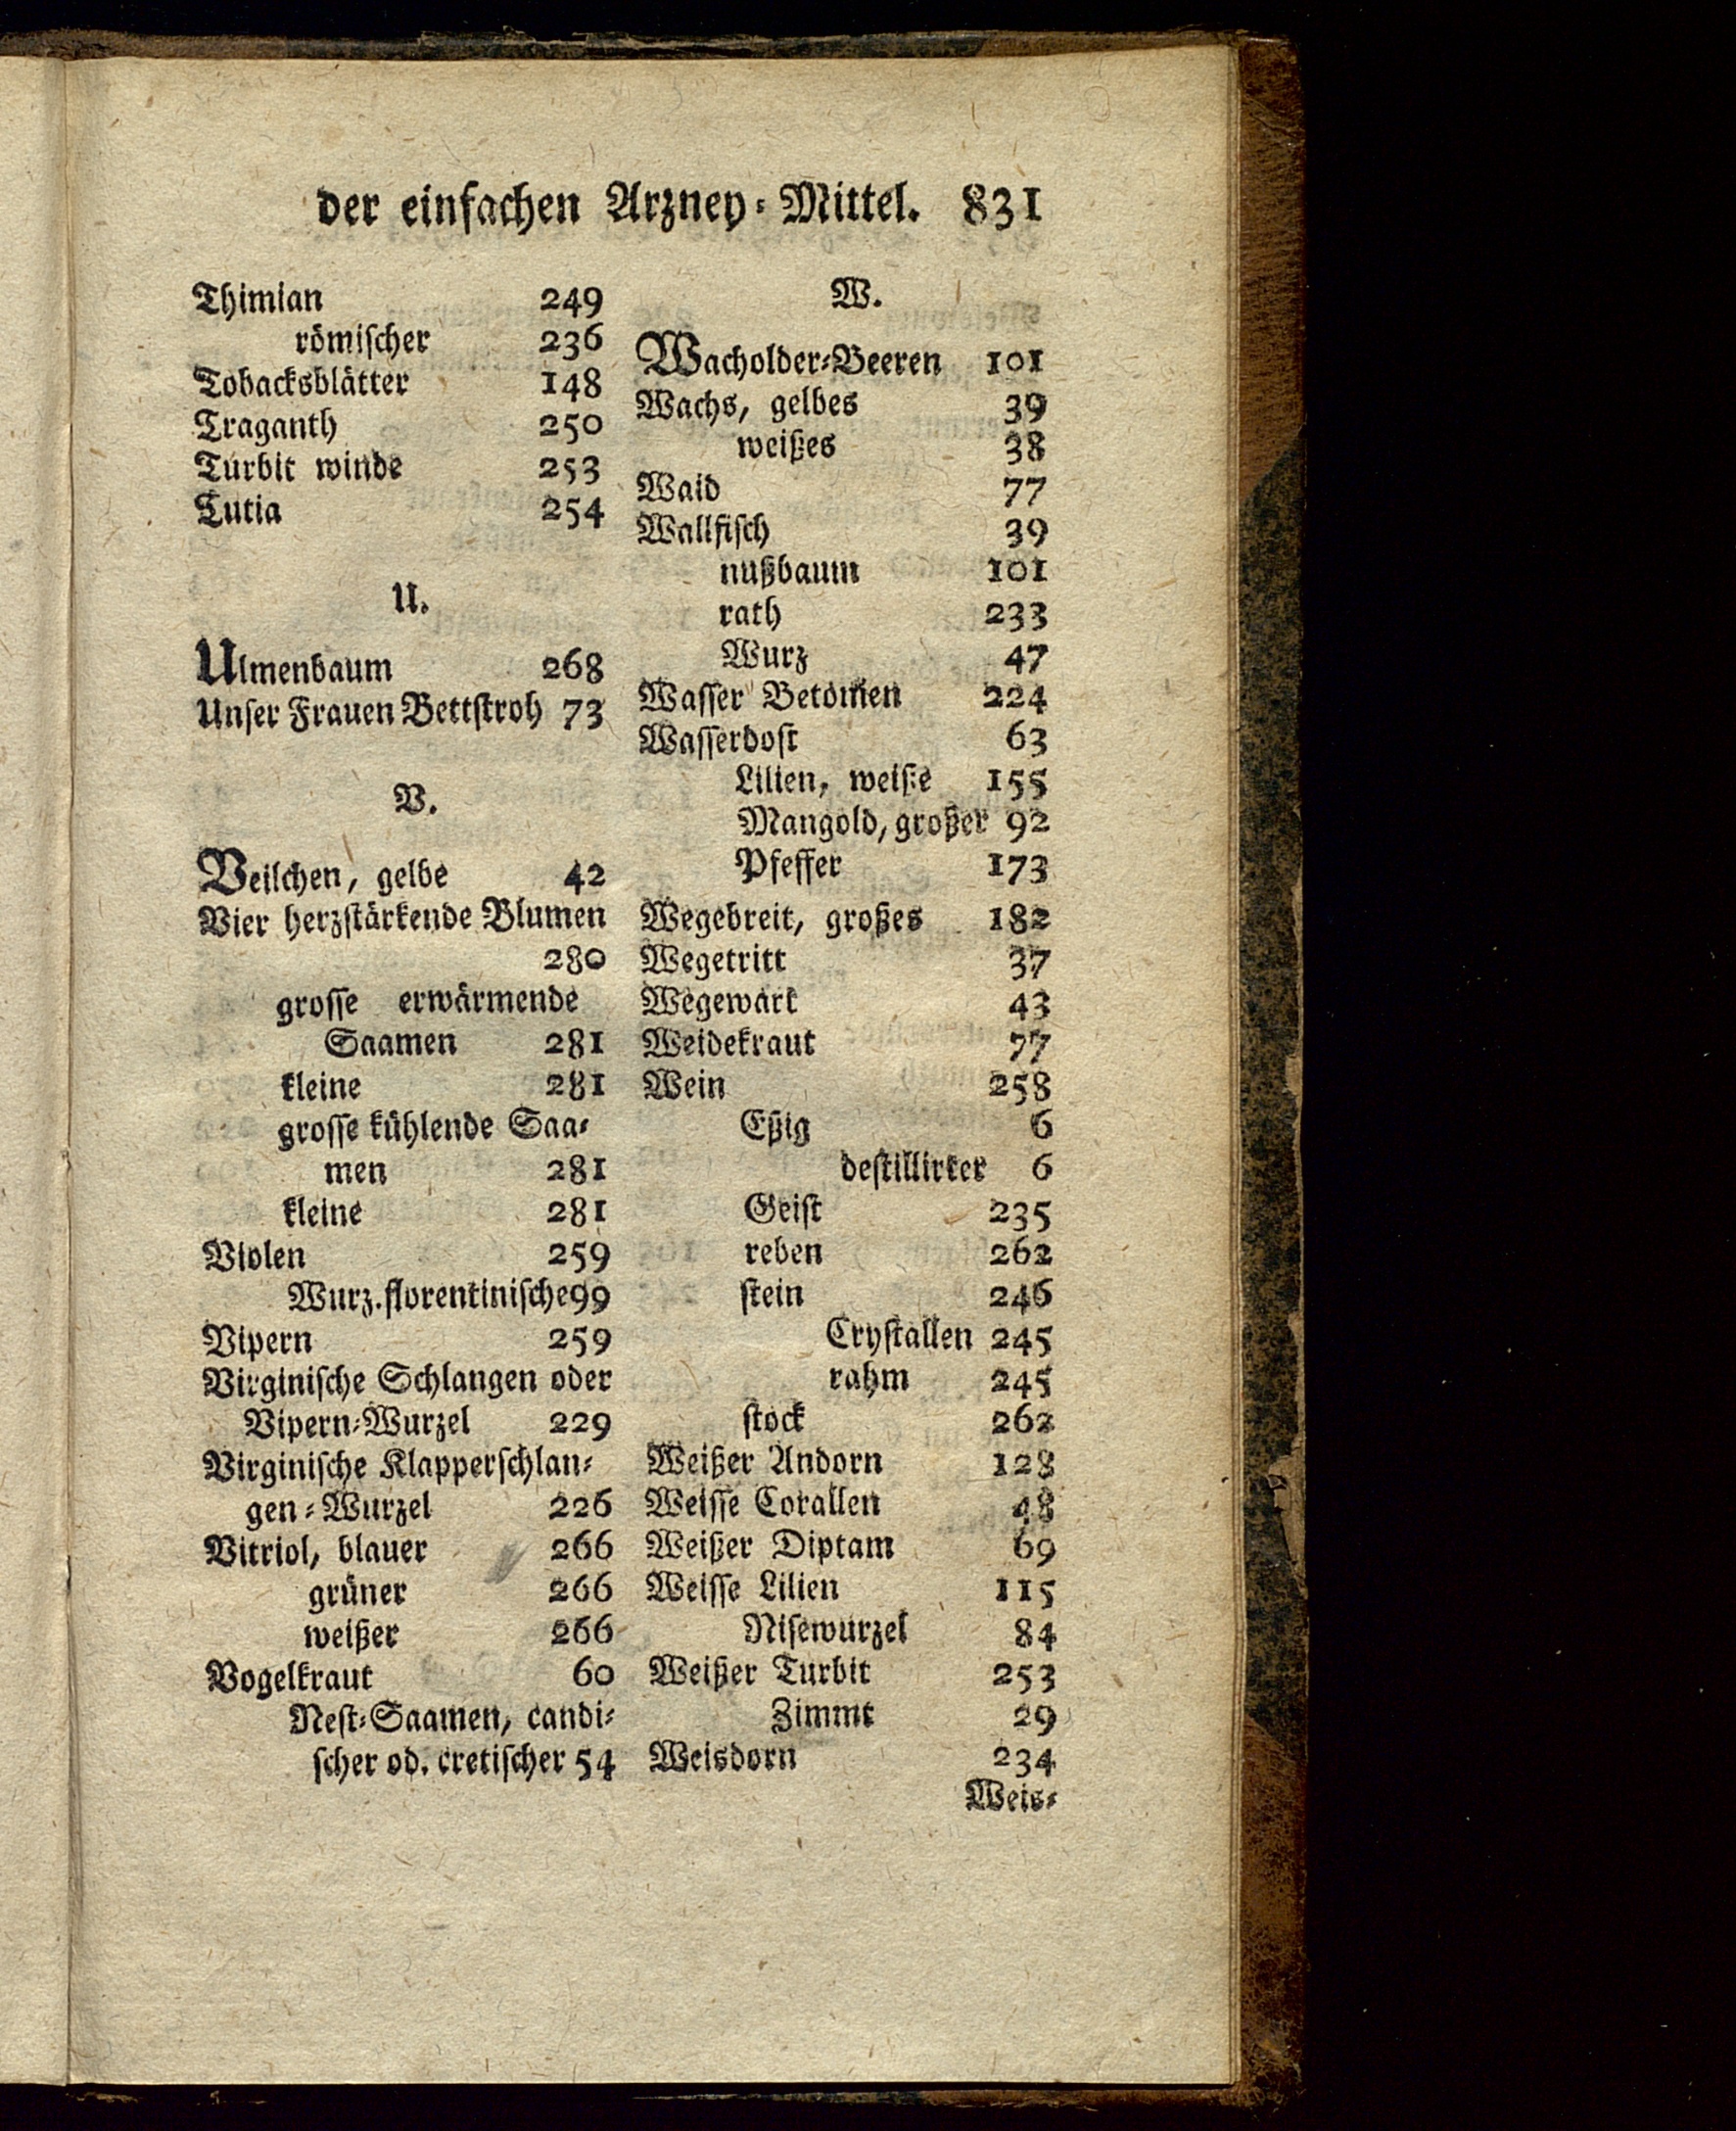 der einfachen Arzney-Mittel. 831
Thimian 249
römischer 236
Tobacksblätter 148
Traganth 250
Turbit winde 253
Tutia 254
U.
Ulmenbaum 268
Unser Frauen Bettstroh 73
V.
Veilchen, gelbe 42
Vier herzstärkende Blumen
280
grosse erwärmende
Saamen 281
kleine 281
grosse kühlende Saa-
men 281
kleine 281
Violen 259
Wurz. florentinische 99
Vipern 259
Virginische Schlangen oder
Vipern-Wurzel 229
Virginische Klapperschlan-
gen-Wurzel 226
Vitriol, blauer 266
grüner 266
weißer 266
Vogelkraut 60
Nest-Saamen, candi-
scher od. cretischer 54
W.
Wacholder-Beeren 101
Wachs, gelbes 39
weißes 38
Waid 77
Wallfisch 39
nußbaum 101
rath 233
Wurz 47
Wasser Betonien 224
Wasserdost 63
Lilien, weiße 155
Mangold, großer 92
Pfeffer 173
Wegebreit, großes 182
Wegetritt 37
Wegewart 43
Weidekraut 77
Wein 258
Eßig 6
destillirter 6
Geist 235
reben 262
stein 246
Crystallen 245
rahm 245
stock 262
Weißer Andorn 128
Weisse Corallen 48
Weißer Diptam 69
Weisse Lilien 115
Nisewurzel 84
Weißer Turbit 253
Zimmt 29
Weisdorn 234
Weis-